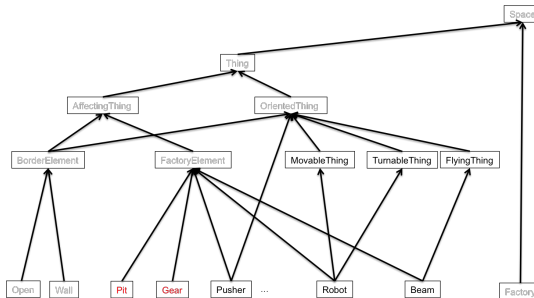 Space
Thing
AffectingThing
OrientedThing
BorderElement
FactoryElement
MovableThing
TurnableThing
FlyingThing
Open
Wall
Pit
Gear
Pusher
...
Robot
Beam
Factory